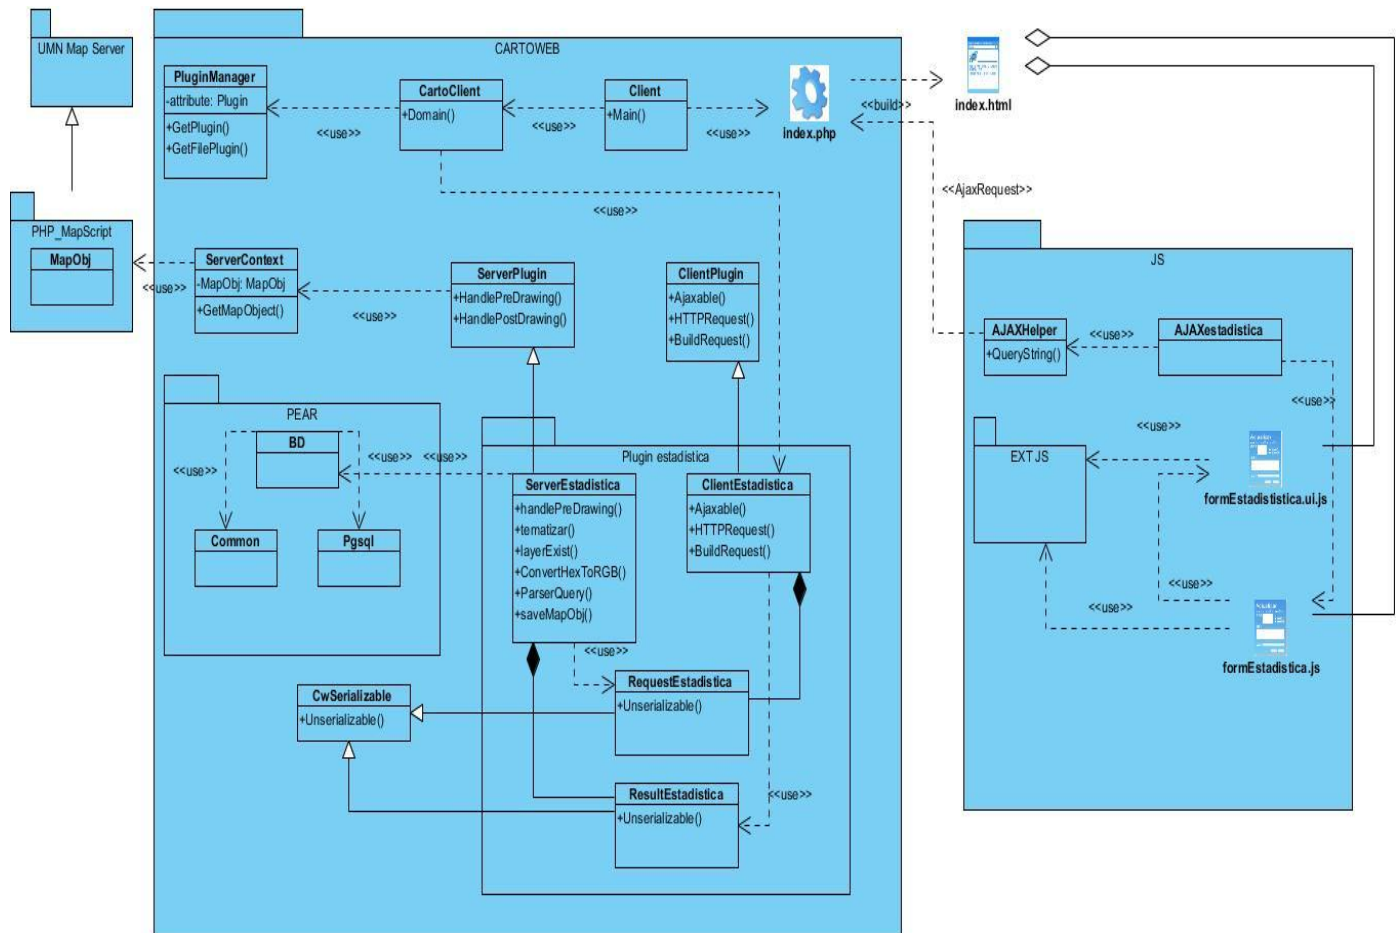 UMN Map Server
CARTOWEB
PluginManager
-attribute: Plugin
+GetPlugin()
+GetFilePlugin()
<<use>>
CartoClient
+Domain()
<<use>>
Client
+Main()
<<use>>
index.php
<<build>>
index.html
<<AjaxRequest>>
<<use>>
PHP_MapScript
MapObj
<<use>>
ServerContext
-MapObj: MapObj
+GetMapObject()
<<use>>
ServerPlugin
+HandlePreDrawing()
+HandlePostDrawing()
ClientPlugin
+Ajaxable()
+HTTPRequest()
+BuildRequest()
JS
AJAXHelper
+QueryString()
<<use>>
AJAXestadistica
<<use>>
PEAR
BD
<<use>>
<<use>>
<<use>>
Common
Pgsql
Plugin estadistica
ServerEstadistica
+handlePreDrawing()
+tematizar()
+layerExist()
+ConvertHexToRGB()
+ParserQuery()
+saveMapObj()
ClientEstadistica
+Ajaxable()
+HTTPRequest()
+BuildRequest()
EXT JS
<<use>>
formEstadististica.ui.js
<<use>>
<<use>>
formEstadistica.js
<<use>>
CwSerializable
+Unserializable()
RequestEstadistica
+Unserializable()
ResultEstadistica
+Unserializable()
<<use>>